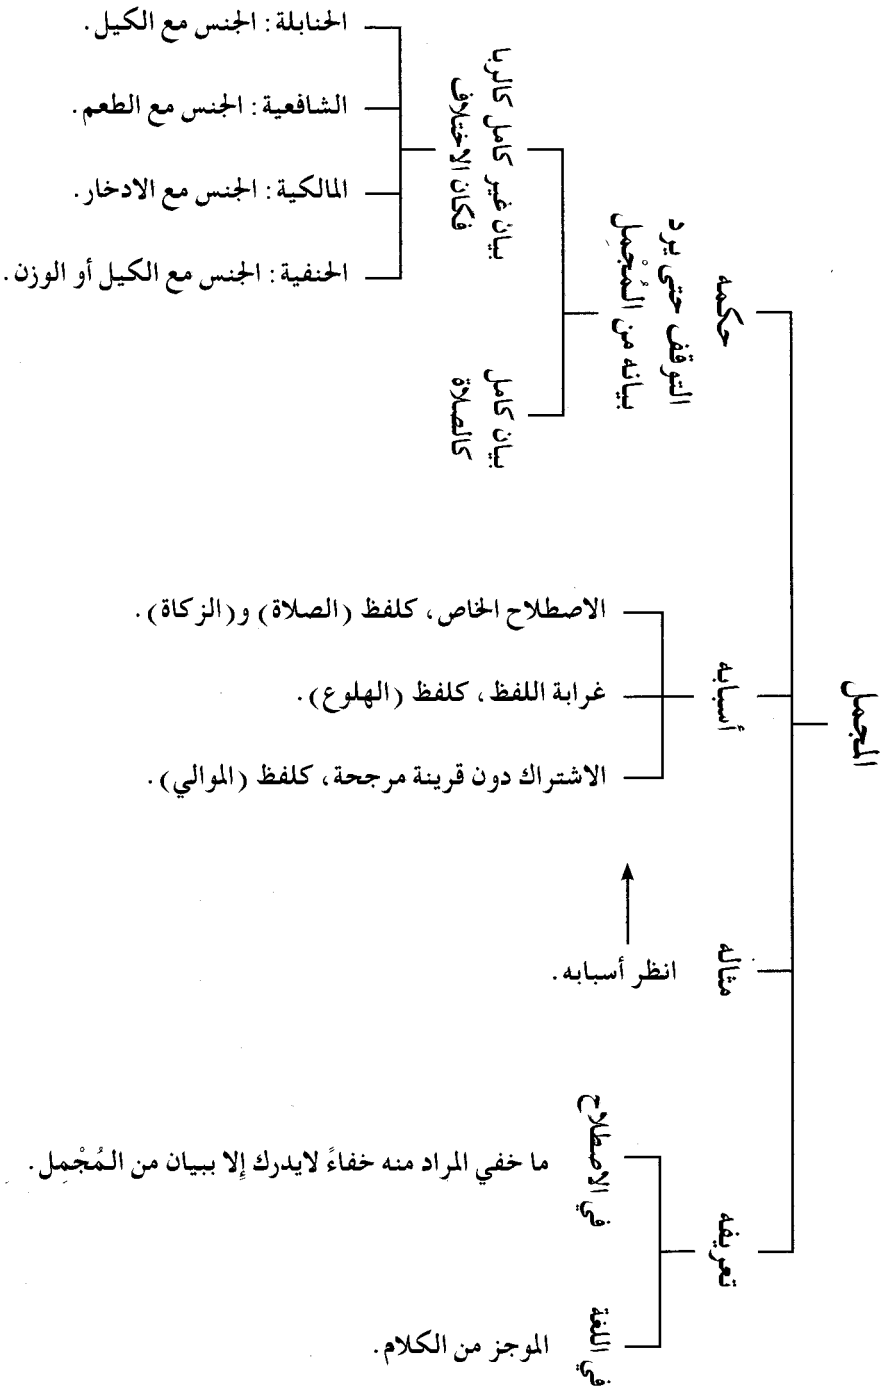 المجمل
تعريفه
في اللغة
الموجز من الكلام.
في الاصطلاح
ما خفي المراد منه خفاءً لايدرك إلا ببيان من المُجْمِل.
مثاله
انظر أسبابه.
أسبابه
الاصطلاح الخاص، كلفظ (الصلاة) و(الزكاة).
غرابة اللفظ، كلفظ (الهلوع).
الاشتراك دون قرينة مرجحة، كلفظ (الموالي).
حكمه
التوقف حتى يرد
بيانه من المُجْمِل
بيان كامل
كالصلاة
بيان غير كامل كالربا
فكان الاختلاف
الحنابلة: الجنس مع الكيل.
الشافعية: الجنس مع الطعم.
المالكية: الجنس مع الادخار.
الحنفية: الجنس مع الكيل أو الوزن.